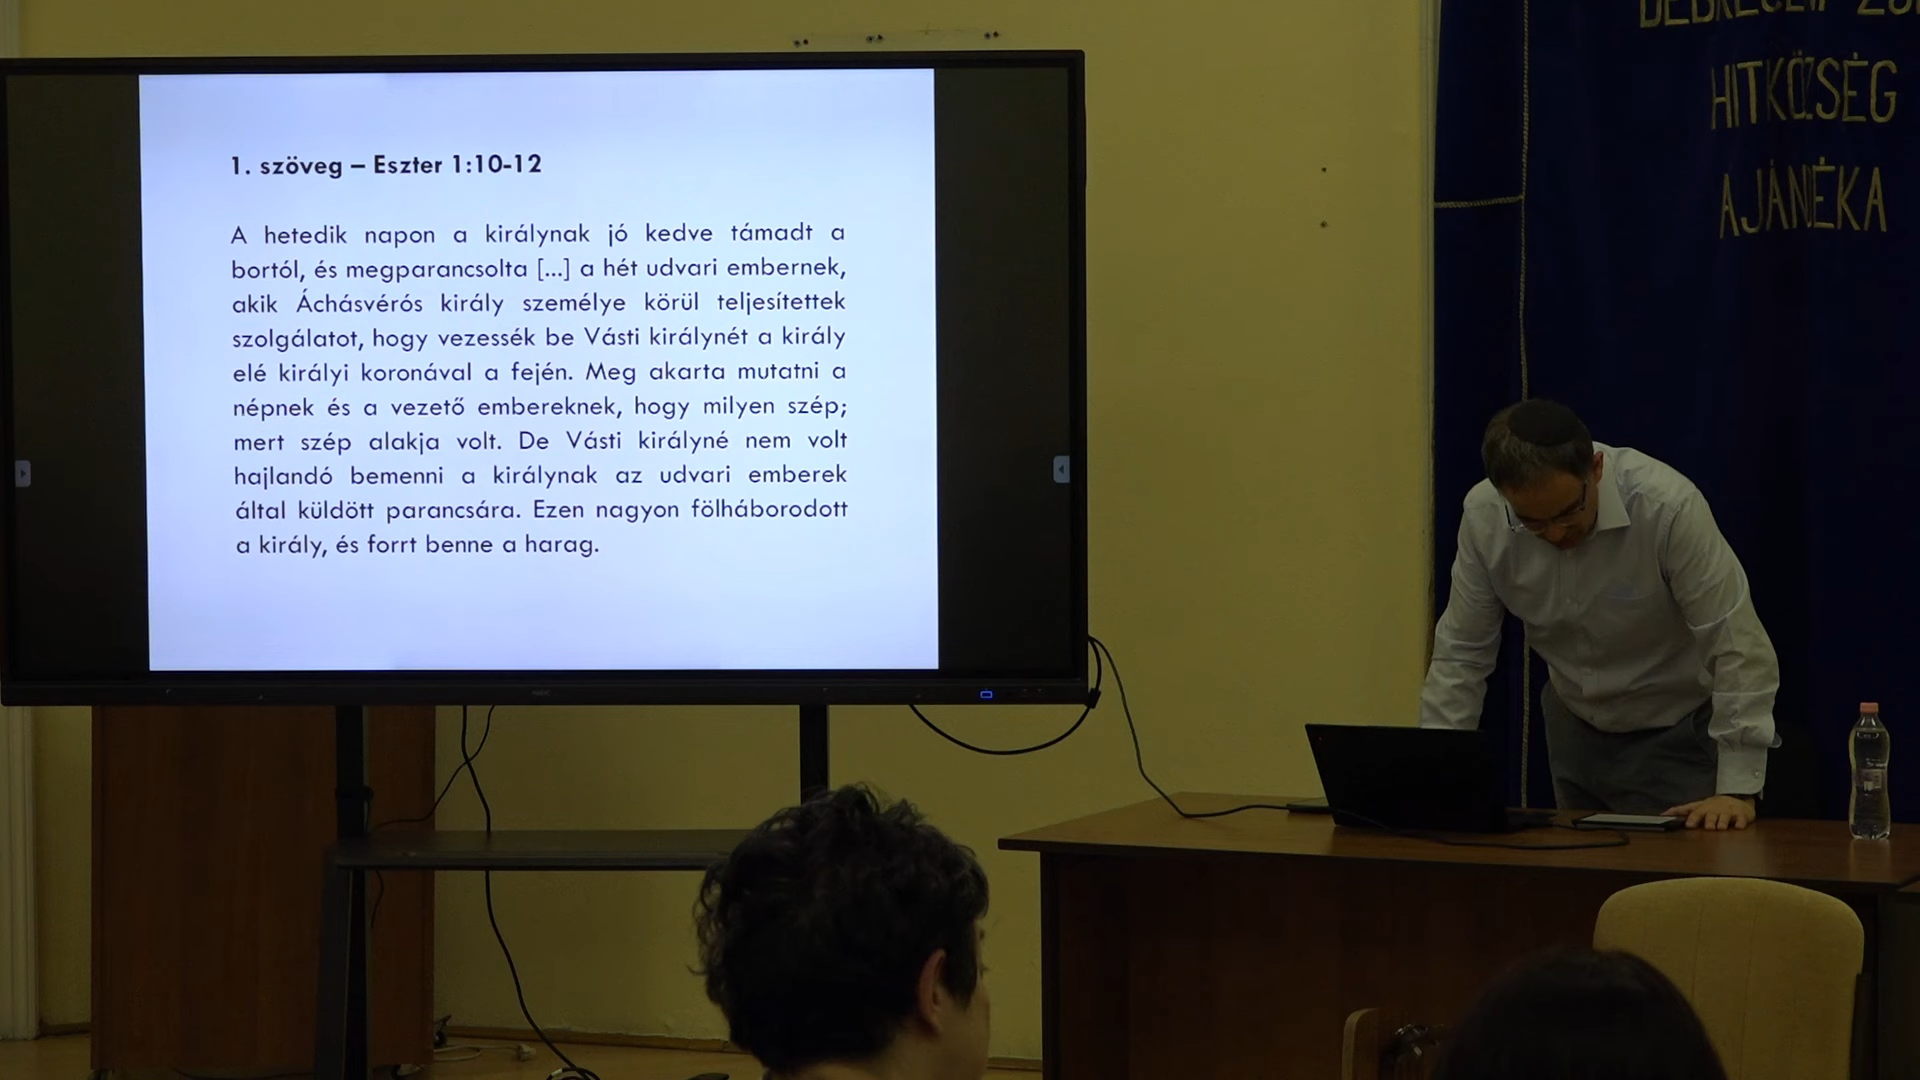 1. szöveg – Eszter 1:10-12
A hetedik napon a királynak jó kedve támadt a
bortól, és megparancsolta [...] a hét udvari embernek,
akik Áchásvérós király személye körül teljesítettek
szolgálatot, hogy vezessék be Vásti királynét a király
elé királyi koronával a fején. Meg akarta mutatni a
népnek és a vezető embereknek, hogy milyen szép;
mert szép alakja volt. De Vásti királyné nem volt
hajlandó bemenni a királynak az udvari emberek
által küldött parancsára. Ezen nagyon fölháborodott
a király, és forrt benne a harag.
NEC
HITKÖZSÉG
AJÁNÉKA